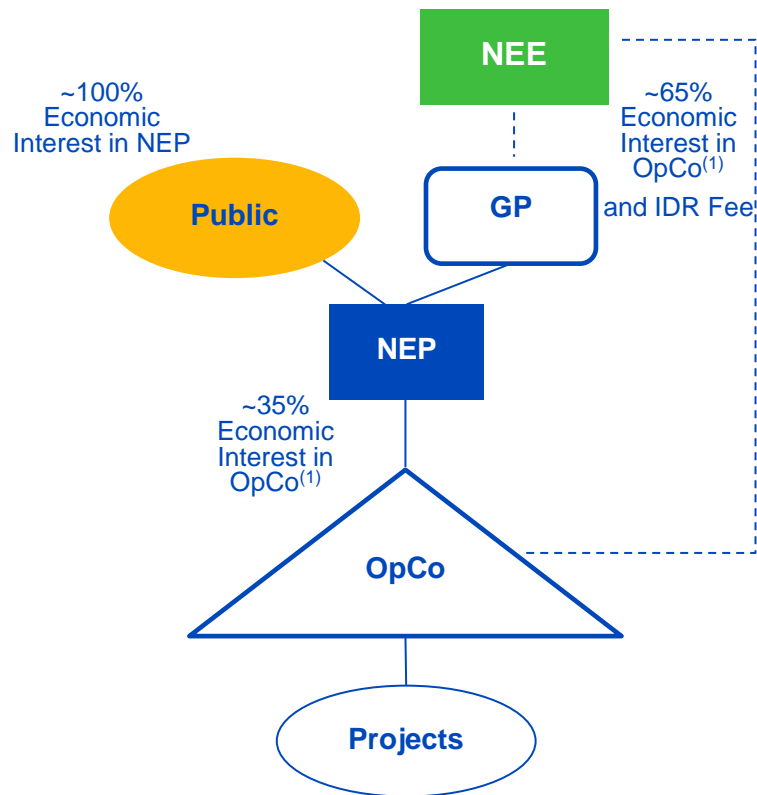 NEE
~100%
Economic
Interest in NEP
~65%
Economic
Interest in
OpCo(1)
and IDR Fee
Public
GP
NEP
~35%
Economic
Interest in
OpCo(1)
OpCo
Projects